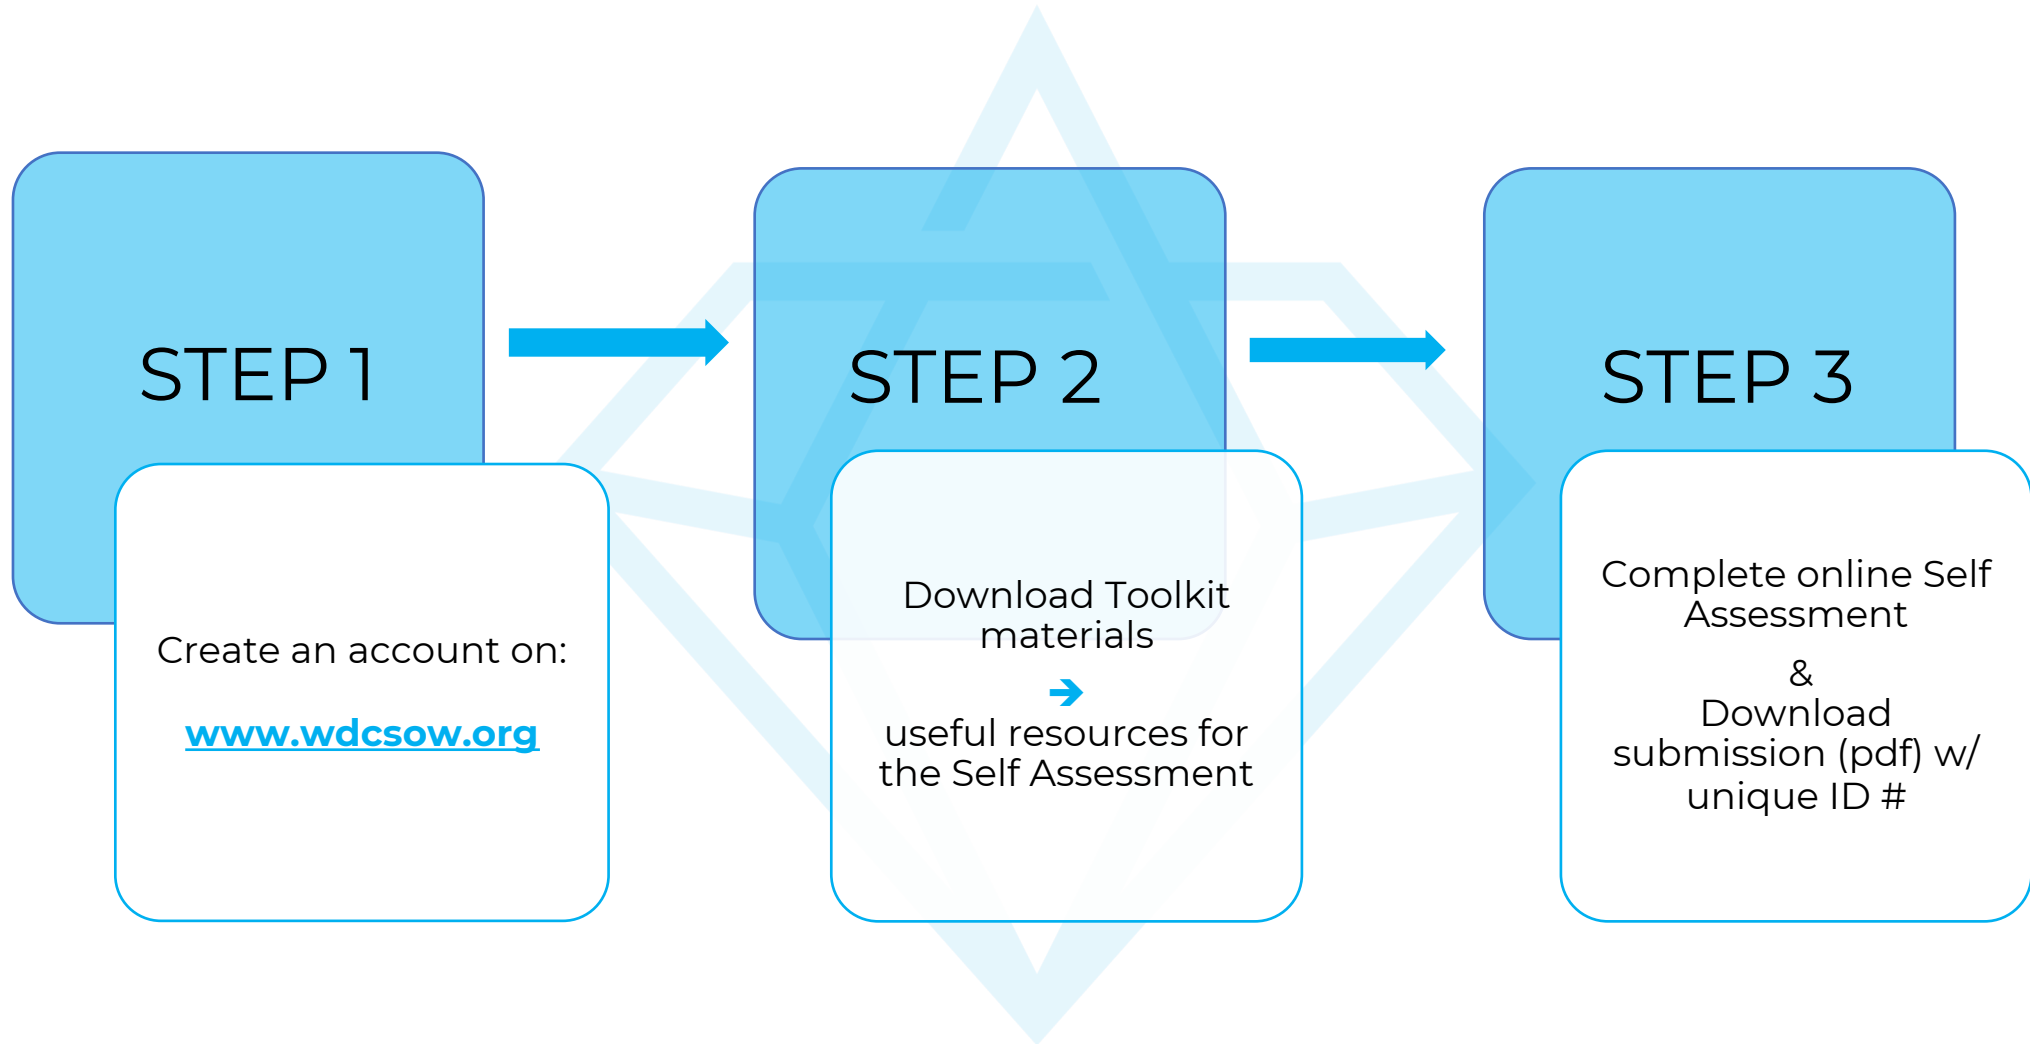 STEP 1
Create an account on:
www.wdcsow.org
STEP 2
Download Toolkit
materials
➔
useful resources for
the Self Assessment
STEP 3
Complete online Self
Assessment
&
Download
submission (pdf) w/
unique ID #